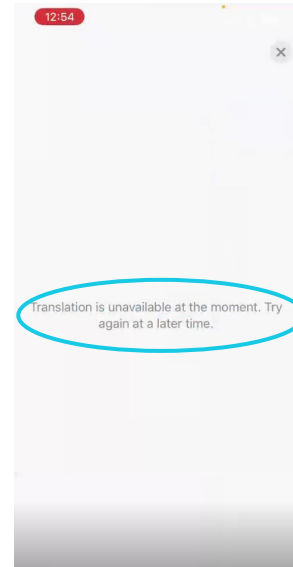 12:54
Translation is unavailable at the moment. Try
again at a later time.